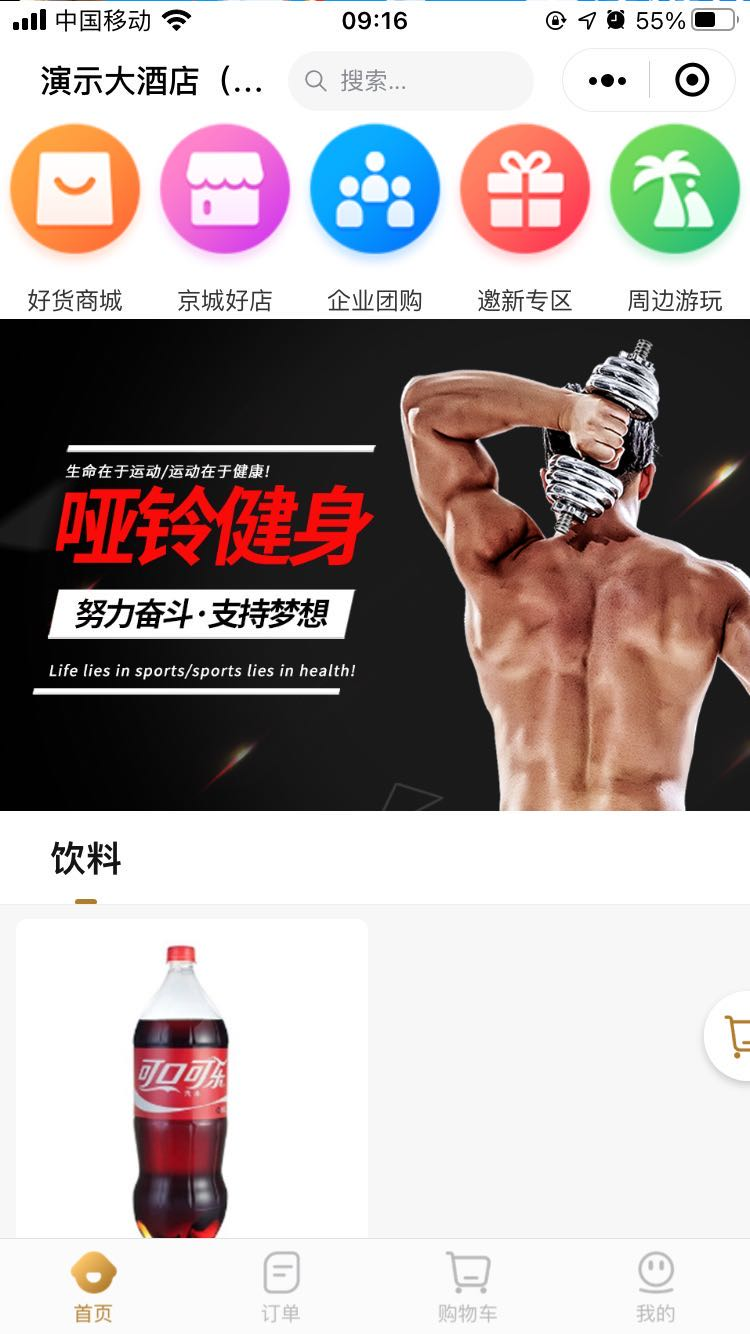 中国移动 09:16 55%
演示大酒店（... 搜索...
好货商城 京城好店 企业团购 邀新专区 周边游玩
生命在于运动/运动在于健康!
哑铃健身
努力奋斗·支持梦想
Life lies in sports/sports lies in health!
饮料
可口可乐
汽水
首页 订单 购物车 我的